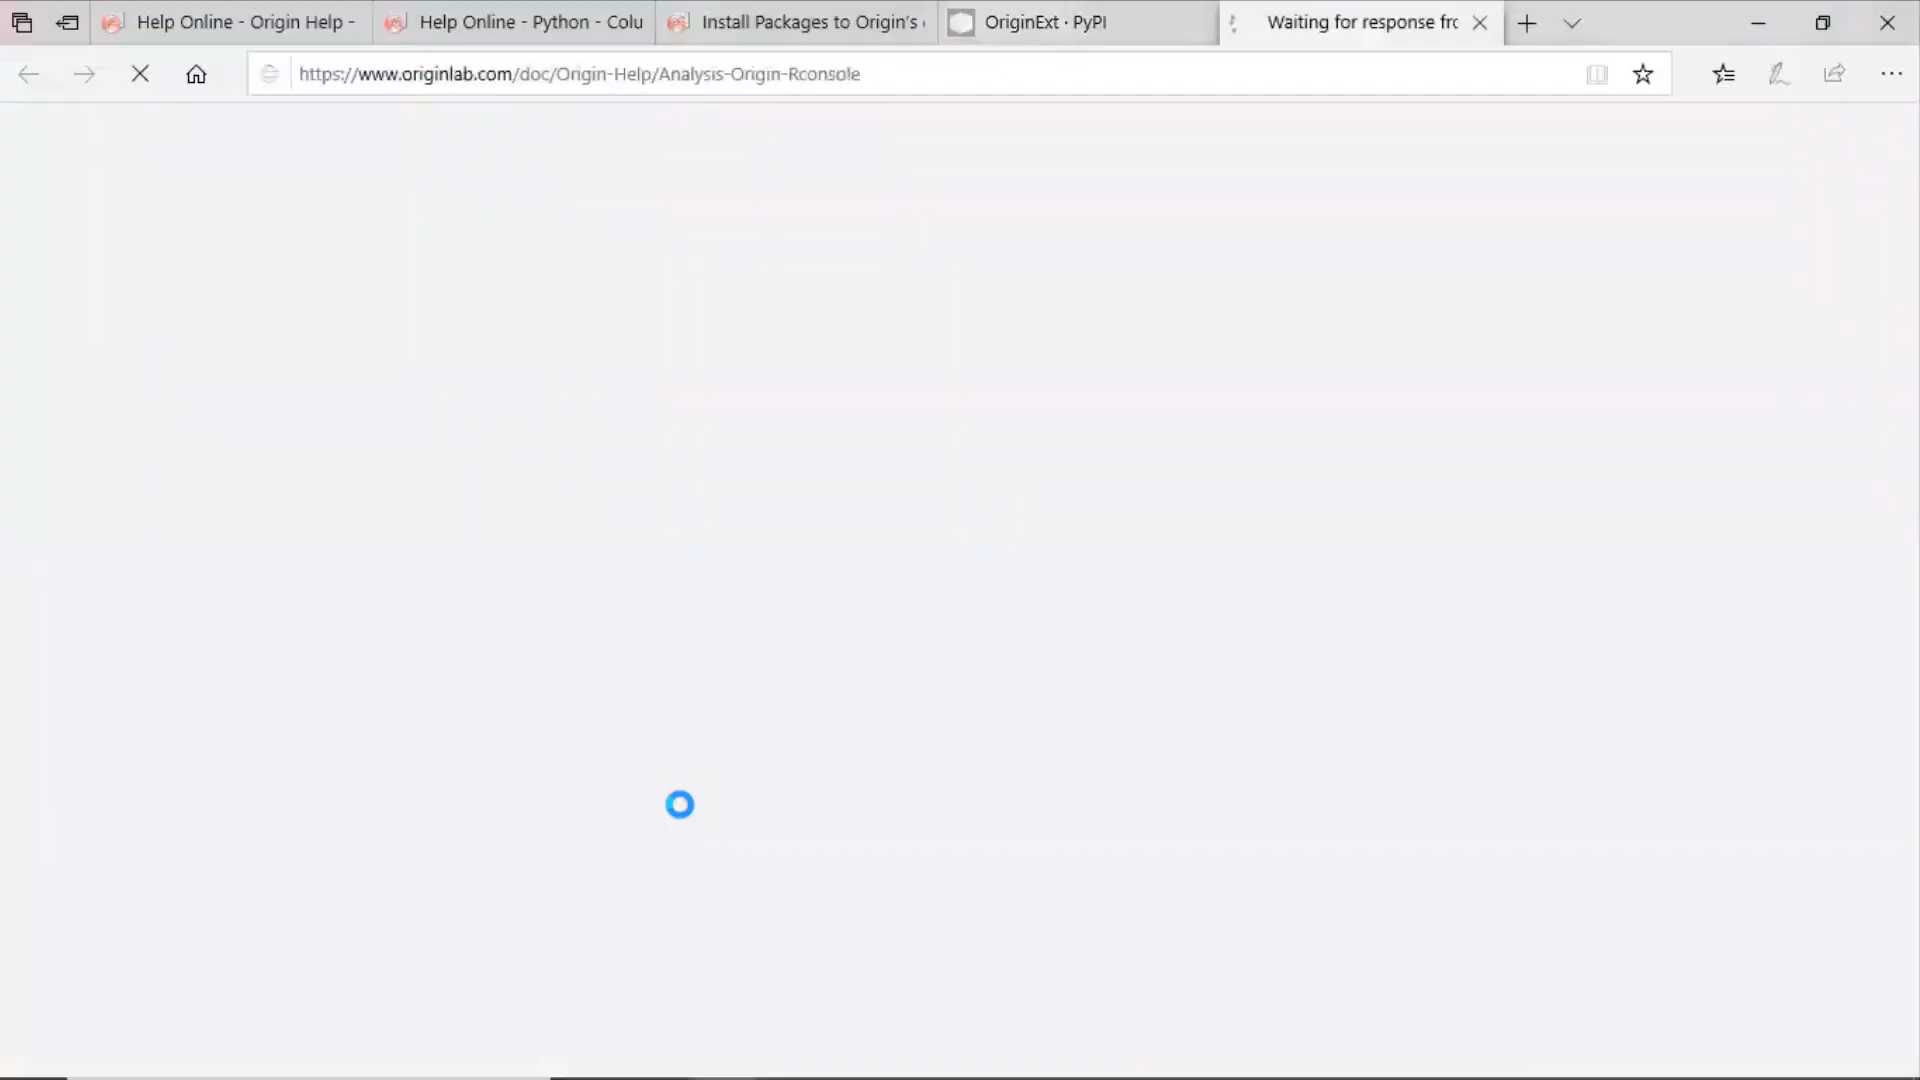 Help Online - Origin Help -
Help Online - Python - Colu
Install Packages to Origin's
OriginExt · PyPI
Waiting for response frc
https://www.originlab.com/doc/Origin-Help/Analysis-Origin-Rconsole